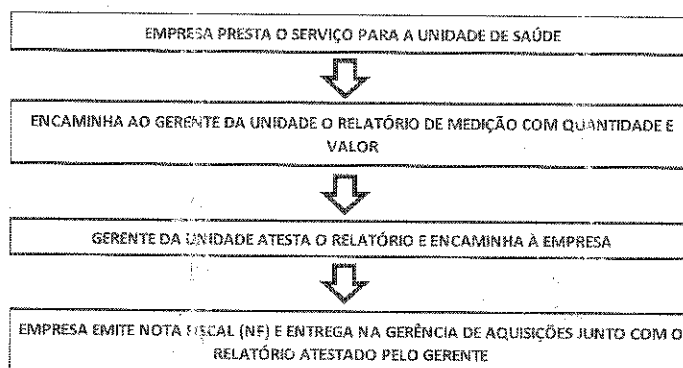 EMPRESA PRESTA O SERVIÇO PARA A UNIDADE DE SAÚDE
ENCAMINHA AO GERENTE DA UNIDADE O RELATÓRIO DE MEDIÇÃO COM QUANTIDADE E
VALOR
GERENTE DA UNIDADE ATESTA O RELATÓRIO E ENCAMINHA À EMPRESA
EMPRESA EMITE NOTA FISCAL (NF) E ENTREGA NA GERÊNCIA DE AQUISIÇÕES JUNTO COM O
RELATÓRIO ATESTADO PELO GERENTE